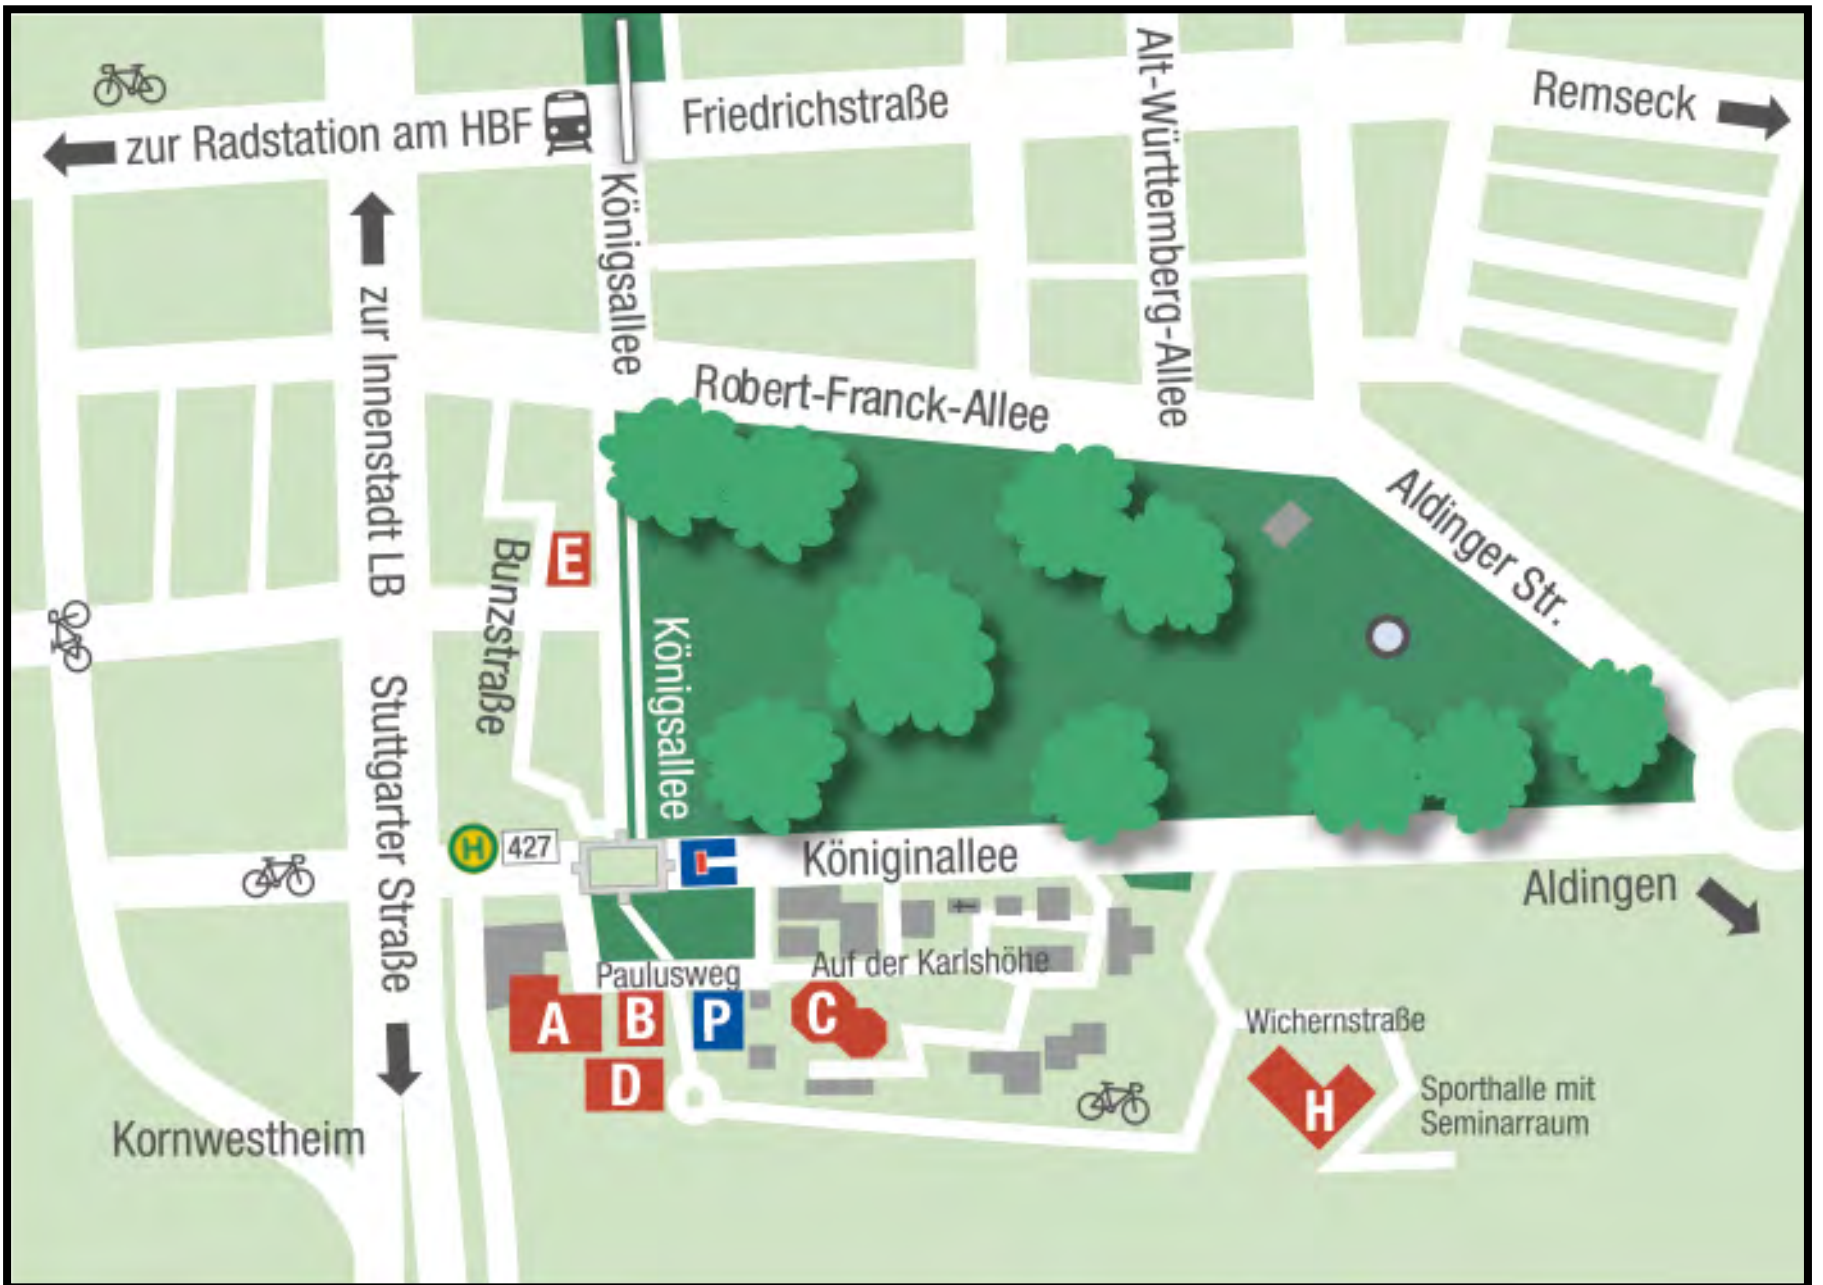 Remseck
Friedrichstraße
zur Radstation am HBF
Alt-Württemberg-Allee
Königsallee
zur Innenstadt LB
Robert-Franck-Allee
Aldinger Str.
E
Bunzstraße
Königsallee
Stuttgarter Straße
H
427
Königinallee
Aldingen
Auf der Karlshöhe
Paulusweg
A
B
P
C
D
Wichernstraße
H
Sporthalle mit
Seminarraum
Kornwestheim